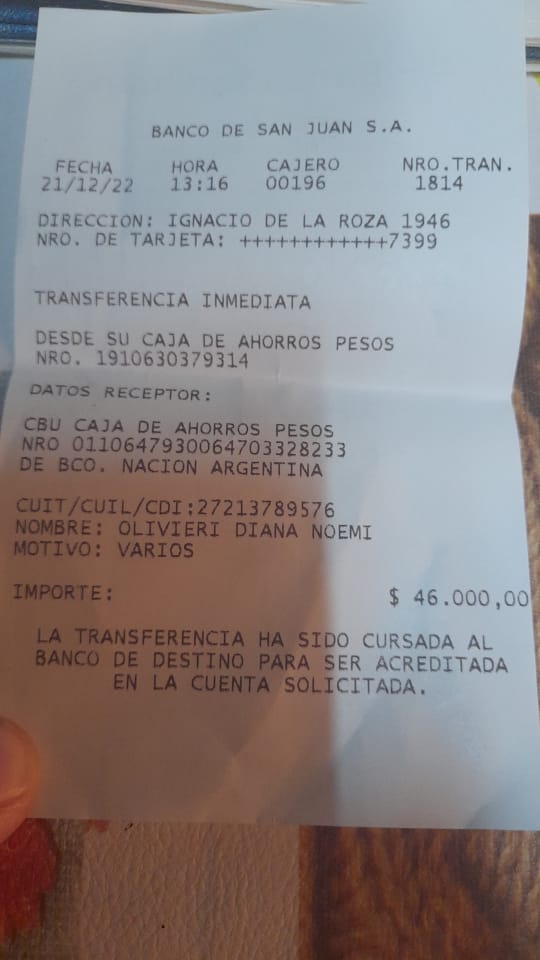 BANCO DE SAN JUAN S.A.
FECHA HORA CAJERO NRO.TRAN.
21/12/22 13:16 00196 1814
DIRECCION: IGNACIO DE LA ROZA 1946
NRO. DE TARJETA: ++++++++++++7399
TRANSFERENCIA INMEDIATA
DESDE SU CAJA DE AHORROS PESOS
NRO. 1910630379314
DATOS RECEPTOR:
CBU CAJA DE AHORROS PESOS
NRO 0110647930064703328233
DE BCO. NACION ARGENTINA
CUIT/CUIL/CDI:27213789576
NOMBRE: OLIVIERI DIANA NOEMI
MOTIVO: VARIOS
IMPORTE: $ 46.000,00
LA TRANSFERENCIA HA SIDO CURSADA AL
BANCO DE DESTINO PARA SER ACREDITADA
EN LA CUENTA SOLICITADA.